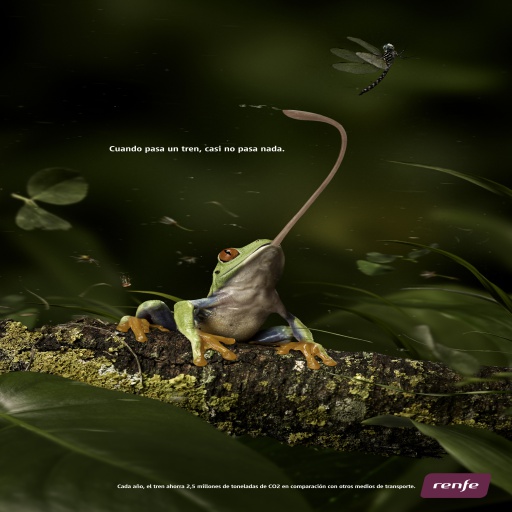 Cuando pasa un tren, casi no pasa nada.
Cada año, el tren ahorra 2,5 millones de toneladas de CO2 en comparación con otros medios de transporte.
renfe